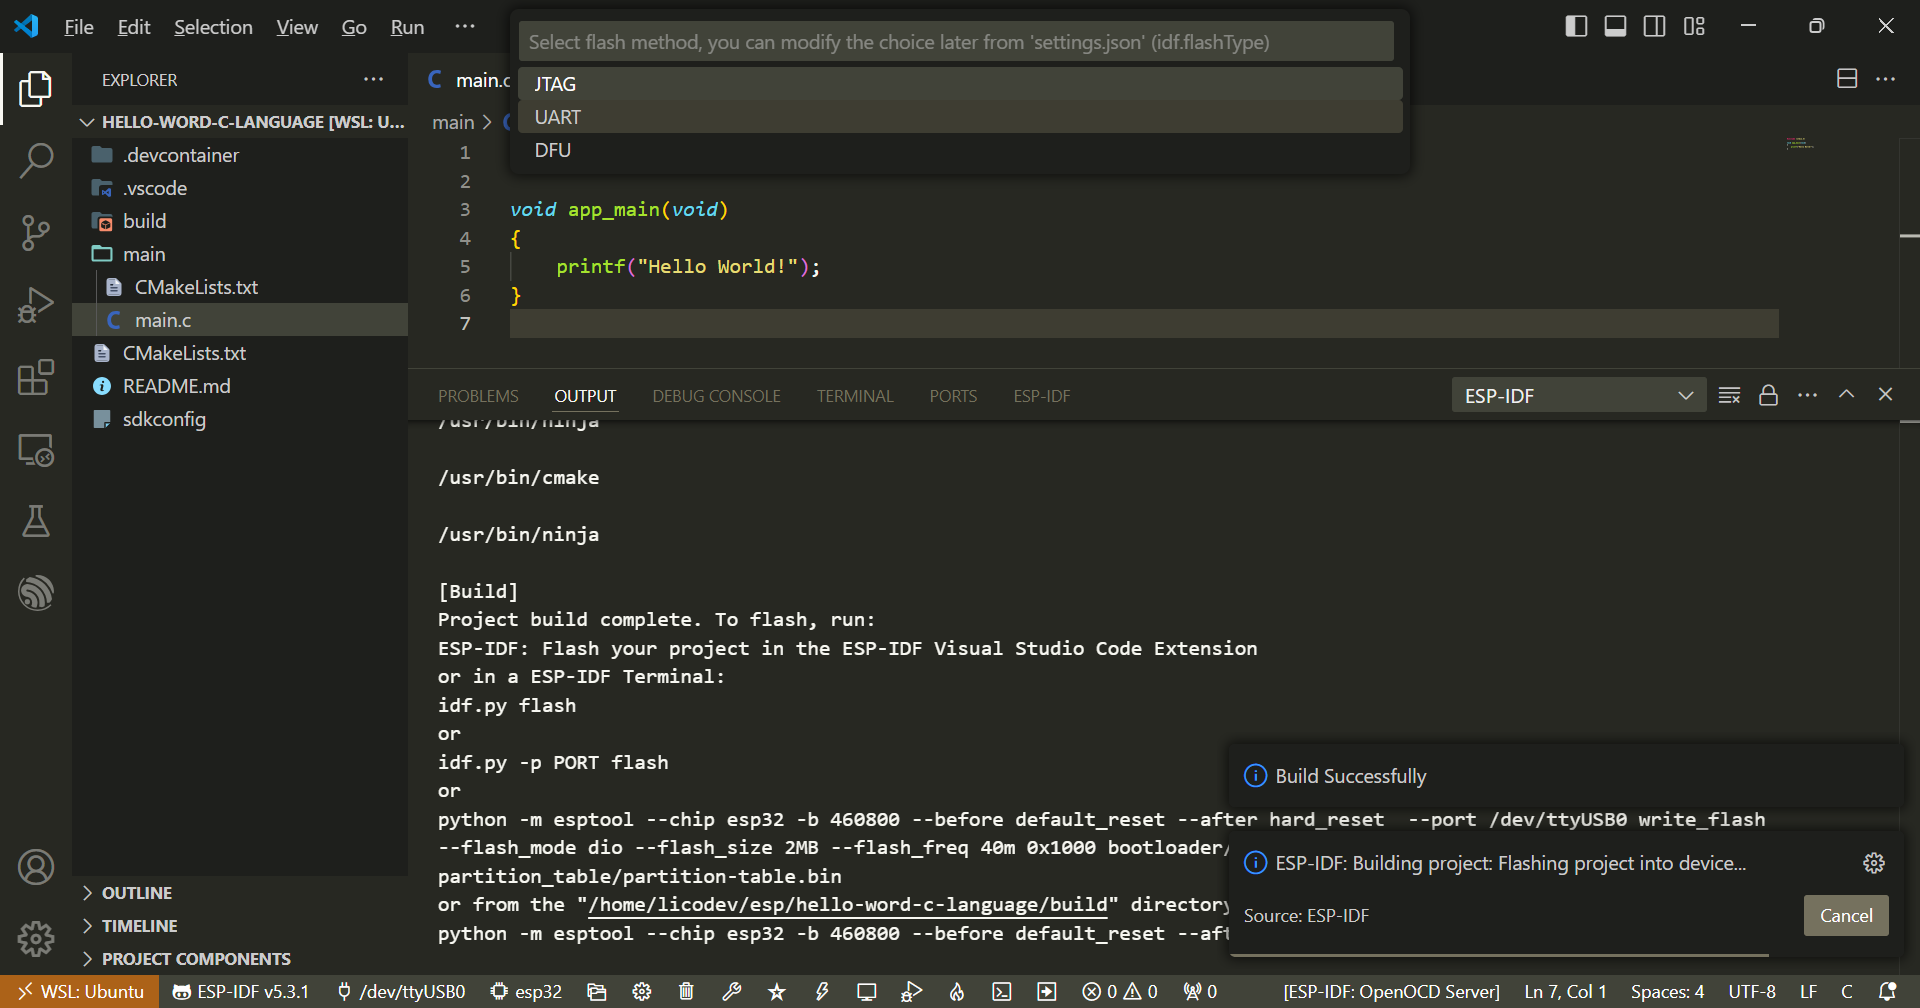 File Edit Selection View Go Run ···
Select flash method, you can modify the choice later from 'settings.json' (idf.flashType)
JTAG
UART
DFU
EXPLORER
HELLO-WORD-C-LANGUAGE [WSL: U...
.devcontainer
.vscode
build
main
CMakeLists.txt
main.c
CMakeLists.txt
README.md
sdkconfig
OUTLINE
TIMELINE
PROJECT COMPONENTS
C main.c
main > C
1
2
3 void app_main(void)
4 {
5 printf("Hello World!");
6 }
7
PROBLEMS OUTPUT DEBUG CONSOLE TERMINAL PORTS ESP-IDF
ESP-IDF
/usr/bin/ninja
/usr/bin/cmake
/usr/bin/ninja
[Build]
Project build complete. To flash, run:
ESP-IDF: Flash your project in the ESP-IDF Visual Studio Code Extension
or in a ESP-IDF Terminal:
idf.py flash
or
idf.py -p PORT flash
or
python -m esptool --chip esp32 -b 460800 --before default_reset --after hard_reset --port /dev/ttyUSB0 write_flash
--flash_mode dio --flash_size 2MB --flash_freq 40m 0x1000 bootloader/
partition_table/partition-table.bin
or from the "/home/licodev/esp/hello-word-c-language/build" directory
python -m esptool --chip esp32 -b 460800 --before default_reset --aft
Build Successfully
ESP-IDF: Building project: Flashing project into device...
Source: ESP-IDF
Cancel
WSL: Ubuntu ESP-IDF v5.3.1 /dev/ttyUSB0 esp32 0 0 0 [ESP-IDF: OpenOCD Server] Ln 7, Col 1 Spaces: 4 UTF-8 LF C